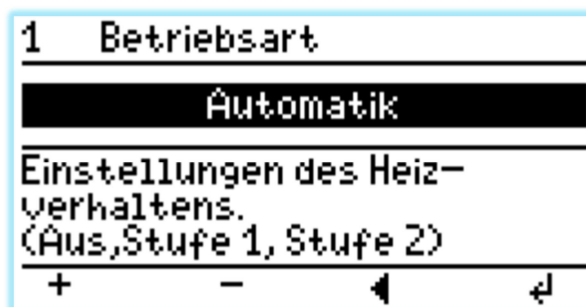 1 Betriebsart
Automatik
Einstellungen des Heiz-
verhaltens.
(Aus,Stufe 1, Stufe 2)
+ - ◀ ↵